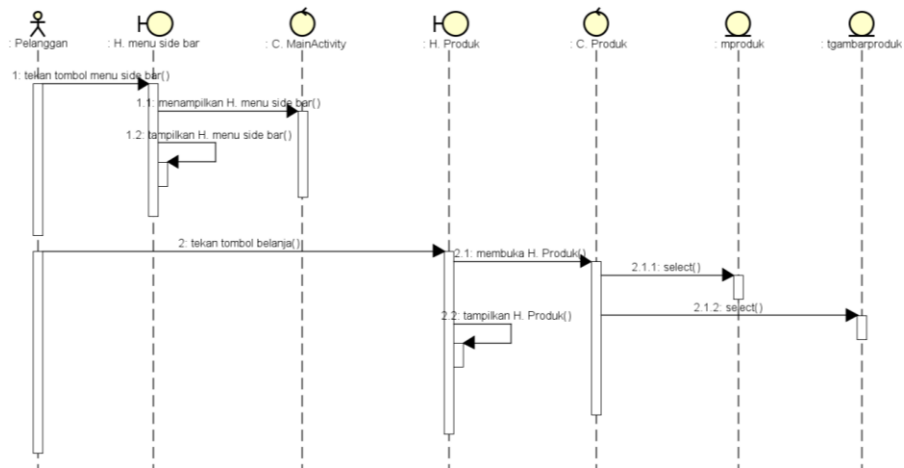 : Pelanggan
: H. menu side bar
: C. MainActivity
: H. Produk
: C. Produk
: mproduk
: tgambarproduk
1: tekan tombol menu side bar()
1.1: menampilkan H. menu side bar()
1.2: tampilkan H. menu side bar()
2: tekan tombol belanja()
2.1: membuka H. Produk()
2.1.1: select()
2.1.2: select()
2.2: tampilkan H. Produk()